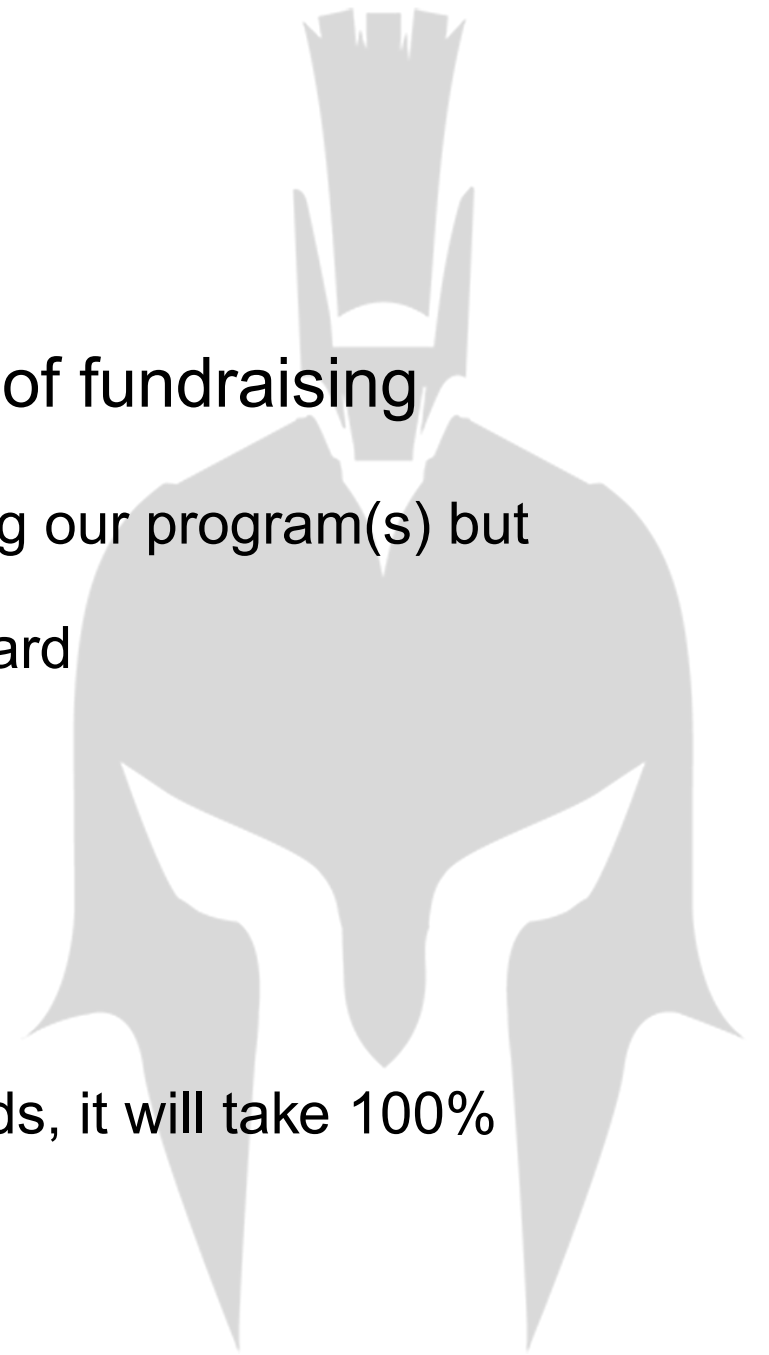 of fundraising
g our program(s) but
ard
ds, it will take 100%